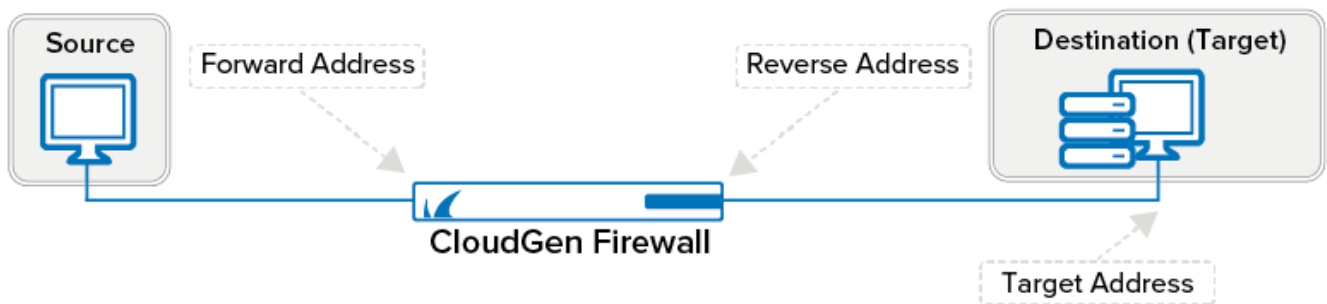 Source
Forward Address
Reverse Address
Destination (Target)
CloudGen Firewall
Target Address